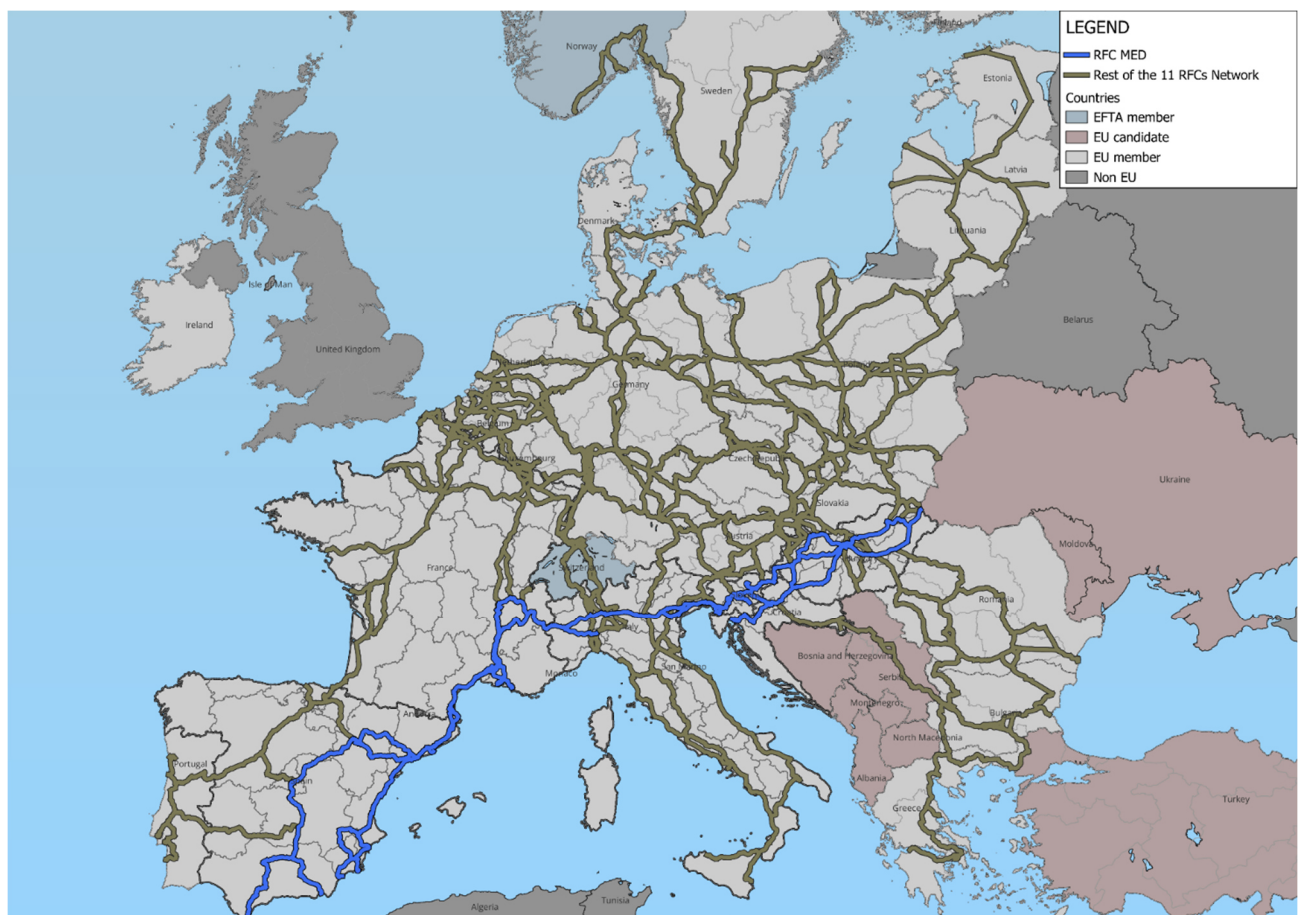 LEGEND
RFC MED
Rest of the 11 RFCs Network
Countries
EFTA member
EU candidate
EU member
Non EU
Norway
Sweden
Estonia
Latvia
Denmark
Lithuania
Isle of Man
Ireland
United Kingdom
Belarus
Germany
Belgium
Luxembourg
Czech Republic
Ukraine
Slovakia
Austria
Moldova
France
Switzerland
Romania
Croatia
Italy
Bosnia and Herzegovina
San Marino
Monaco
Serbia
Andorra
Montenegro
Bulgaria
North Macedonia
Portugal
Albania
Greece
Turkey
Algeria
Tunisia